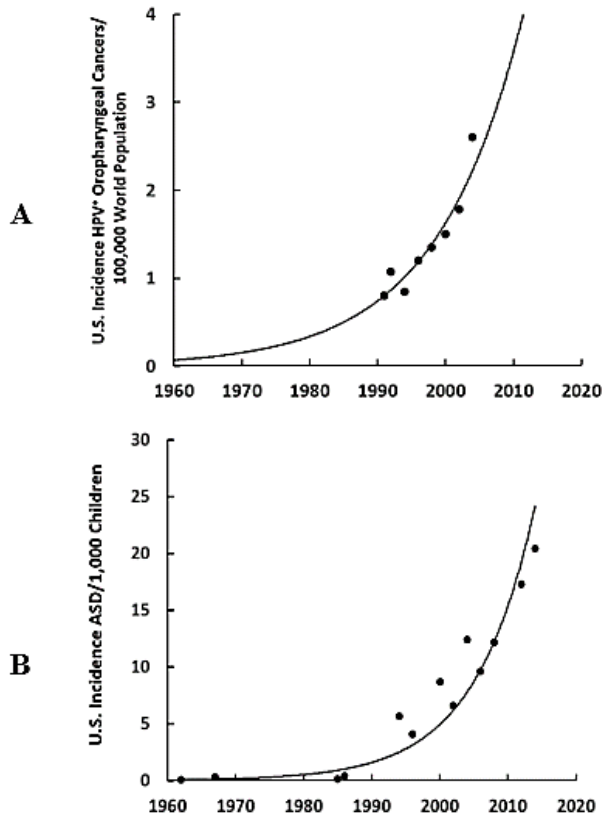 A
U.S. Incidence HPV⁺ Oropharyngeal Cancers/
100,000 World Population
4
3
2
1
0
1960 1970 1980 1990 2000 2010 2020
B
U.S. Incidence ASD/1,000 Children
30
25
20
15
10
5
0
1960 1970 1980 1990 2000 2010 2020